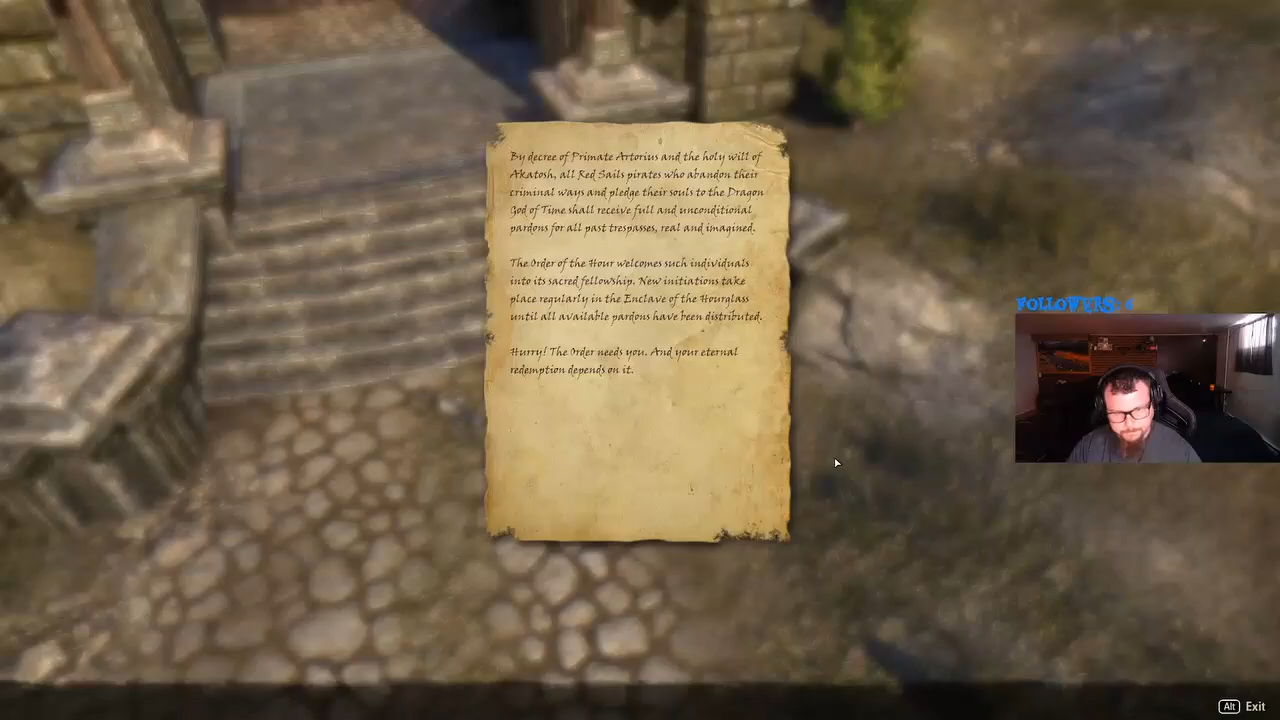 By decree of Primate Artorius and the holy will of
Akatosh, all Red Sails pirates who abandon their
criminal ways and pledge their souls to the Dragon
God of Time shall receive full and unconditional
pardons for all past trespasses, real and imagined.
The Order of the Hour welcomes such individuals
into its sacred fellowship. New initiations take
place regularly in the Enclave of the Hourglass
until all available pardons have been distributed.
Hurry! The Order needs you. And your eternal
redemption depends on it.
FOLLOWERS:
Alt Exit